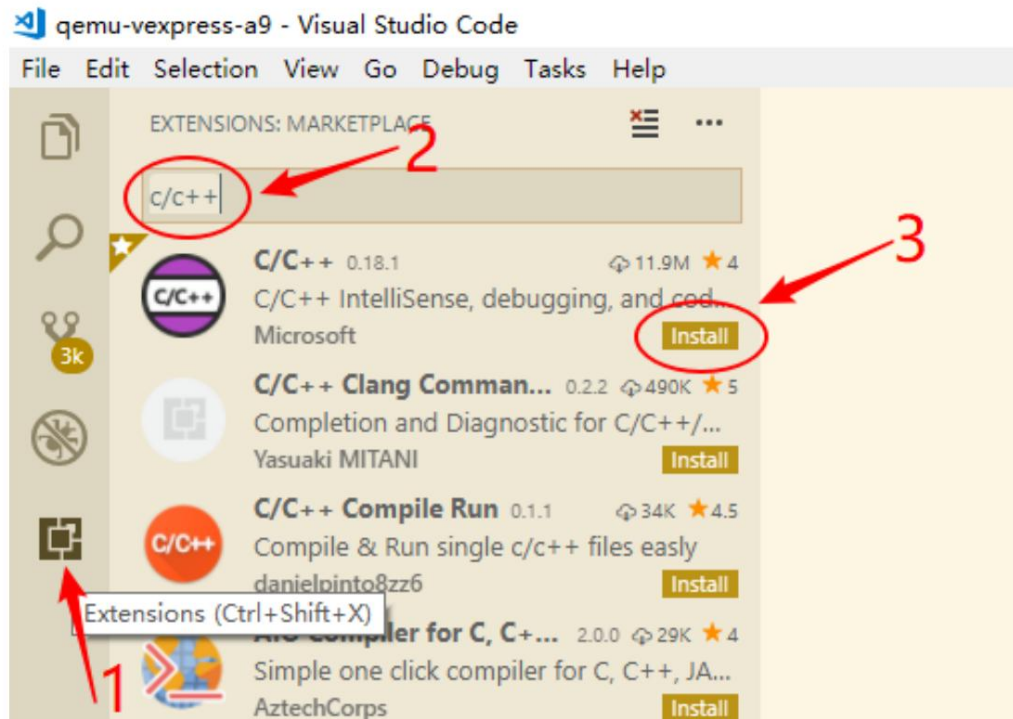 qemu-vexpress-a9 - Visual Studio Code
File Edit Selection View Go Debug Tasks Help
EXTENSIONS: MARKETPLACE
2
c/c++
3
C/C++ 0.18.1 11.9M 4
C/C++
C/C++ IntelliSense, debugging, and cod...
Microsoft Install
3k
C/C++ Clang Comman... 0.2.2 490K 5
Completion and Diagnostic for C/C++/...
Yasuaki MITANI Install
C/C++ Compile Run 0.1.1 34K 4.5
C/C++
Compile & Run single c/c++ files easly
danielpinto8zz6 Install
Extensions (Ctrl+Shift+X)
Compiler for C, C+... 2.0.0 29K 4
1
Simple one click compiler for C, C++, JA...
AztechCorps Install